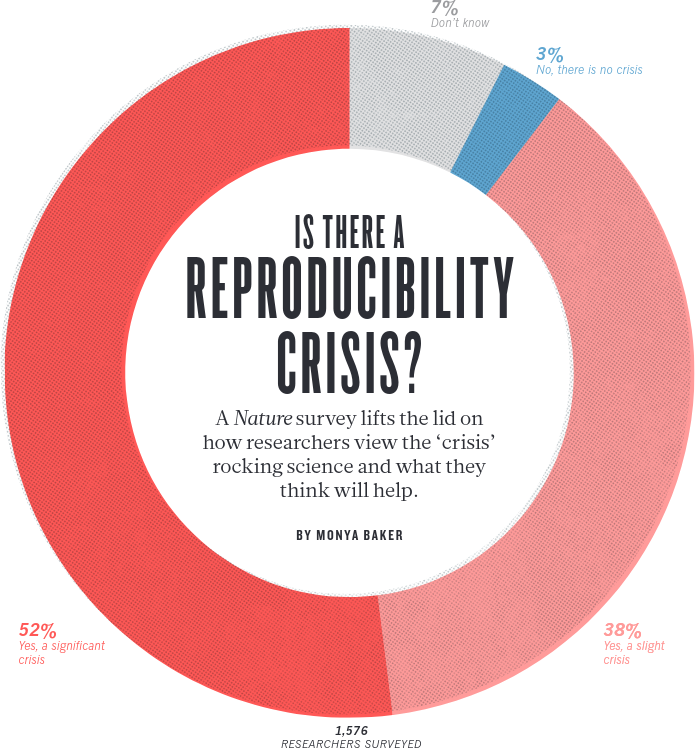 7%
Don't know
3%
No, there is no crisis
IS THERE A
REPRODUCIBILITY
CRISIS?
A Nature survey lifts the lid on
how researchers view the ‘crisis’
rocking science and what they
think will help.
BY MONYA BAKER
52%
Yes, a significant
crisis
38%
Yes, a slight
crisis
1,576
RESEARCHERS SURVEYED